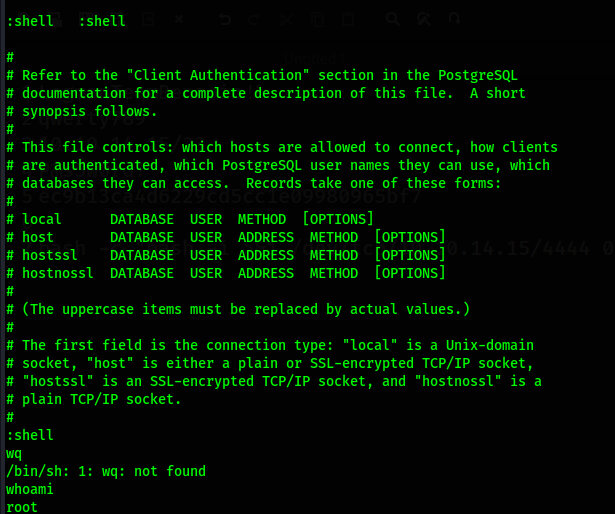 :shell   :shell
#
# Refer to the "Client Authentication" section in the PostgreSQL
# documentation for a complete description of this file.  A short
# synopsis follows.
#
# This file controls: which hosts are allowed to connect, how clients
# are authenticated, which PostgreSQL user names they can use, which
# databases they can access.  Records take one of these forms:
#
# local      DATABASE  USER  METHOD  [OPTIONS]
# host       DATABASE  USER  ADDRESS  METHOD  [OPTIONS]
# hostssl    DATABASE  USER  ADDRESS  METHOD  [OPTIONS]
# hostnossl  DATABASE  USER  ADDRESS  METHOD  [OPTIONS]
#
# (The uppercase items must be replaced by actual values.)
#
# The first field is the connection type: "local" is a Unix-domain
# socket, "host" is either a plain or SSL-encrypted TCP/IP socket,
# "hostssl" is an SSL-encrypted TCP/IP socket, and "hostnossl" is a
# plain TCP/IP socket.
#
:shell
wq
/bin/sh: 1: wq: not found
whoami
root